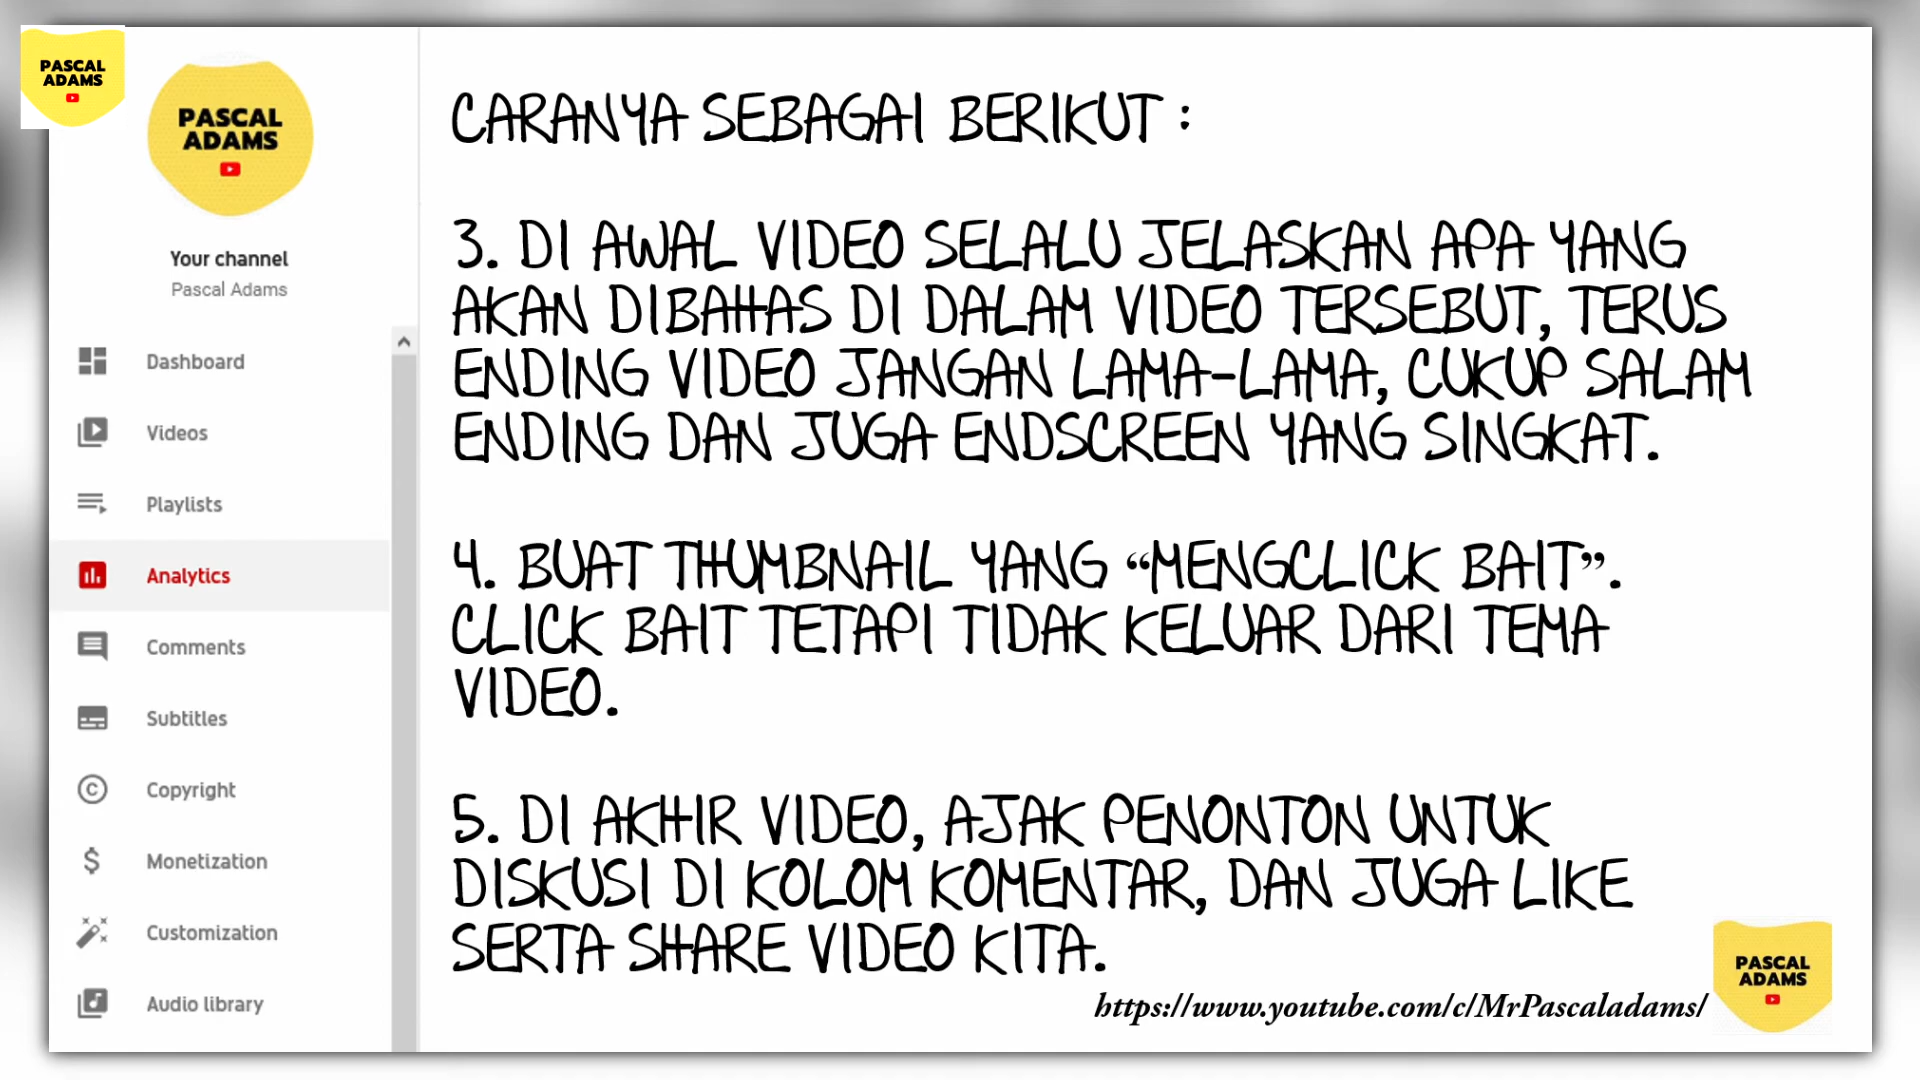 PASCAL
ADAMS
PASCAL
ADAMS
Your channel
Pascal Adams
Dashboard
Videos
Playlists
Analytics
Comments
Subtitles
Copyright
Monetization
Customization
Audio library
CARANYA SEBAGAI BERIKUT :
3. DI AWAL VIDEO SELALU JELASKAN APA YANG
AKAN DIBAHAS DI DALAM VIDEO TERSEBUT, TERUS
ENDING VIDEO JANGAN LAMA-LAMA, CUKUP SALAM
ENDING DAN JUGA ENDSCREEN YANG SINGKAT.
4. BUAT THUMBNAIL YANG “MENGCLICK BAIT”.
CLICK BAIT TETAPI TIDAK KELUAR DARI TEMA
VIDEO.
5. DI AKHIR VIDEO, AJAK PENONTON UNTUK
DISKUSI DI KOLOM KOMENTAR, DAN JUGA LIKE
SERTA SHARE VIDEO KITA.
https://www.youtube.com/c/MrPascaladams/
PASCAL
ADAMS